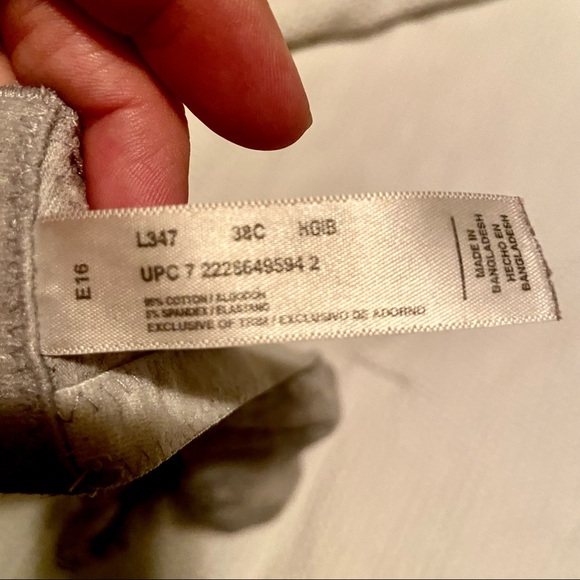 L347 38C HGIB
UPC 7 2228649594 2
95% COTTON / ALGODON
5% SPANDEX / ELASTANO
EXCLUSIVE OF TRIM / EXCLUSIVO DE ADORNO
E16
MADE IN
BANGLADESH
HECHO EN
BANGLADESH